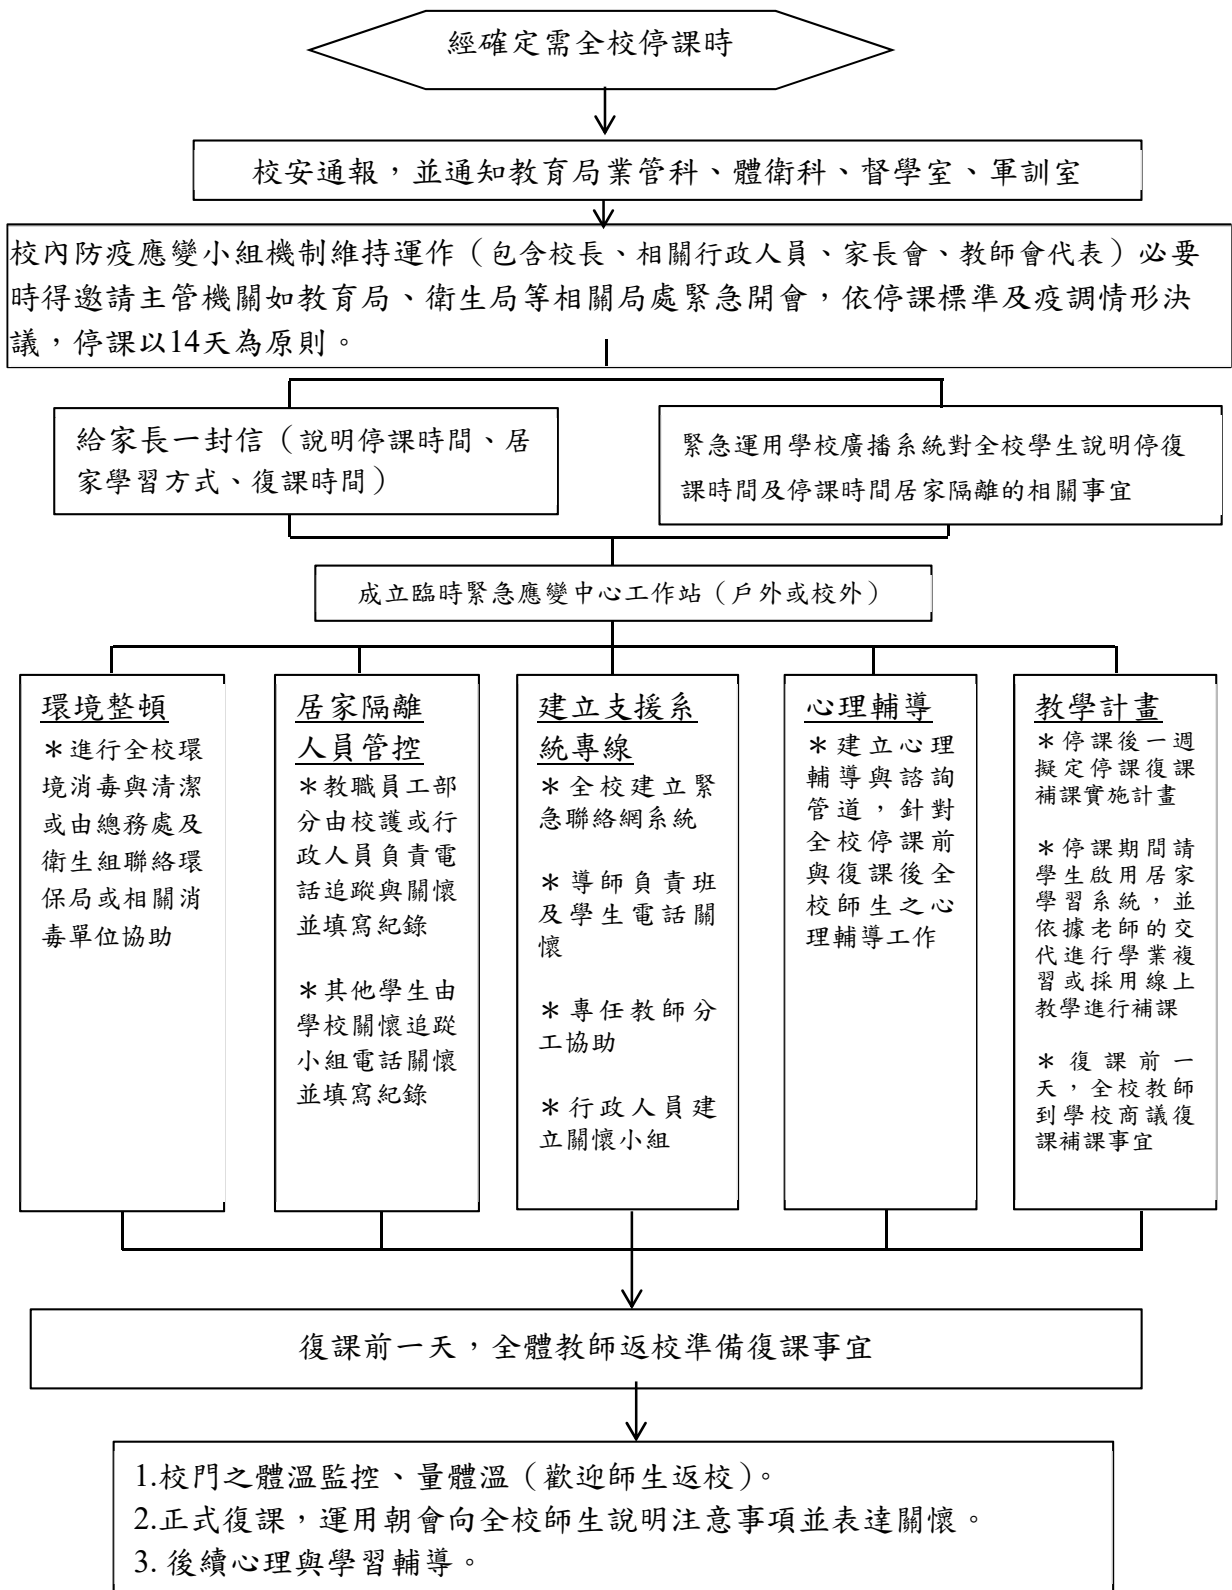 經確定需全校停課時
校安通報，並通知教育局業管科、體衛科、督學室、軍訓室
校內防疫應變小組機制維持運作（包含校長、相關行政人員、家長會、教師會代表）必要
時得邀請主管機關如教育局、衛生局等相關局處緊急開會，依停課標準及疫調情形決
議，停課以14天為原則。
給家長一封信（說明停課時間、居
家學習方式、復課時間）
緊急運用學校廣播系統對全校學生說明停復
課時間及停課時間居家隔離的相關事宜
成立臨時緊急應變中心工作站（戶外或校外）
環境整頓
＊進行全校環
境消毒與清潔
或由總務處及
衛生組聯絡環
保局或相關消
毒單位協助
居家隔離
人員管控
＊教職員工部
分由校護或行
政人員負責電
話追蹤與關懷
並填寫紀錄
＊其他學生由
學校關懷追蹤
小組電話關懷
並填寫紀錄
建立支援系
統專線
＊全校建立緊
急聯絡網系統
＊導師負責班
及學生電話關
懷
＊專任教師分
工協助
＊行政人員建
立關懷小組
心理輔導
＊建立心理
輔導與諮詢
管道，針對
全校停課前
與復課後全
校師生之心
理輔導工作
教學計畫
＊停課後一週
擬定停課復課
補課實施計畫
＊停課期間請
學生啟用居家
學習系統，並
依據老師的交
代進行學業複
習或採用線上
教學進行補課
＊復課前一
天，全校教師
到學校商議復
課補課事宜
復課前一天，全體教師返校準備復課事宜
1.校門之體溫監控、量體溫（歡迎師生返校）。
2.正式復課，運用朝會向全校師生說明注意事項並表達關懷。
3. 後續心理與學習輔導。